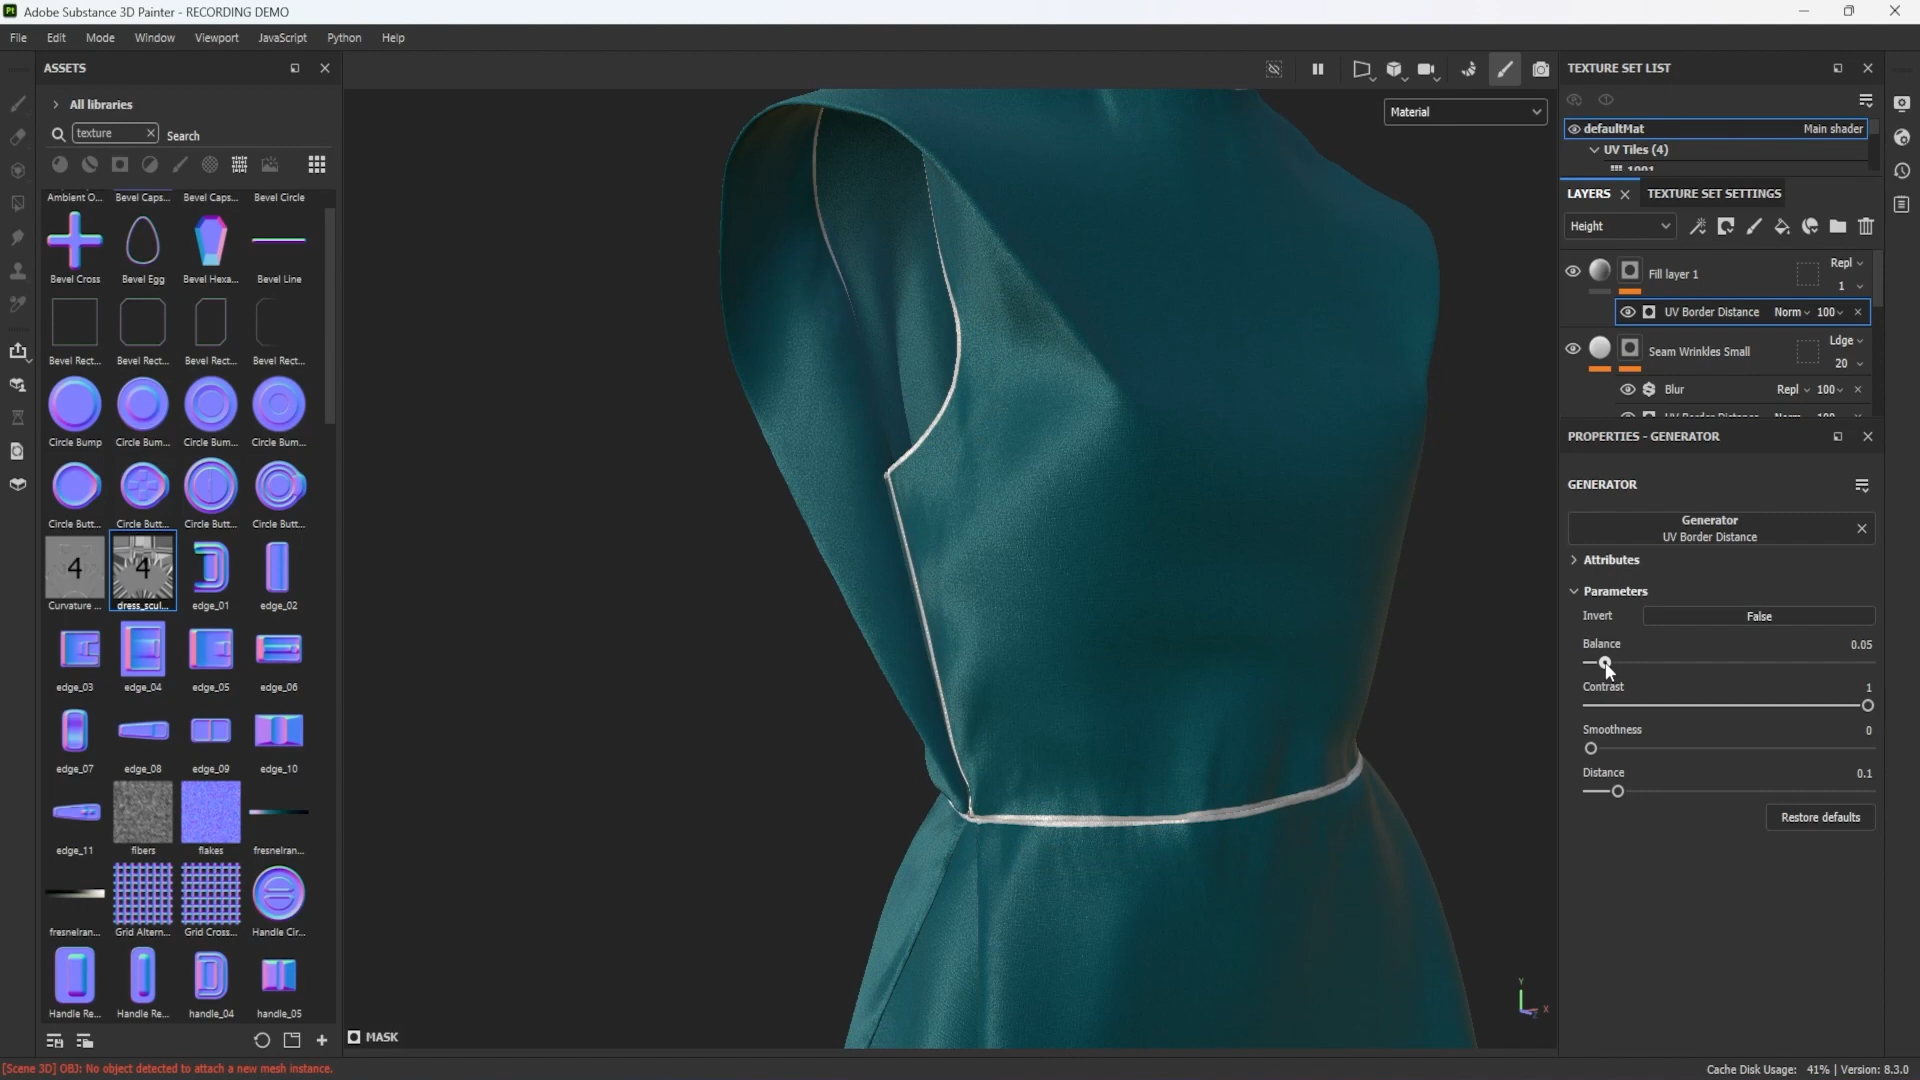 Adobe Substance 3D Painter - RECORDING DEMO
File Edit Mode Window Viewport JavaScript Python Help
ASSETS
All libraries
texture
Search
Ambient O... Bevel Caps... Bevel Caps... Bevel Circle
Bevel Cross Bevel Egg Bevel Hexa... Bevel Line
Bevel Rect... Bevel Rect... Bevel Rect... Bevel Rect...
Circle Bump Circle Bum... Circle Bum... Circle Bum...
Circle Butt... Circle Butt... Circle Butt... Circle Butt...
4 4
Curvature ... dress_scul... edge_01 edge_02
edge_03 edge_04 edge_05 edge_06
edge_07 edge_08 edge_09 edge_10
edge_11 fibers flakes fresnelran...
fresnelran... Grid Altern... Grid Cross... Handle Cir...
Handle Re... Handle Re... handle_04 handle_05
Material
Y
X
Z
MASK
TEXTURE SET LIST
defaultMat Main shader
UV Tiles (4)
1001
LAYERS TEXTURE SET SETTINGS
Height
Fill layer 1 Repl
1
UV Border Distance Norm 100
Seam Wrinkles Small Ldge
20
Blur Repl 100
UV Border Distance Norm 100
PROPERTIES - GENERATOR
GENERATOR
Generator
UV Border Distance
Attributes
Parameters
Invert False
Balance 0.05
Contrast 1
Smoothness 0
Distance 0.1
Restore defaults
[Scene 3D] OBJ: No object detected to attach a new mesh instance.
Cache Disk Usage: 41% | Version: 8.3.0